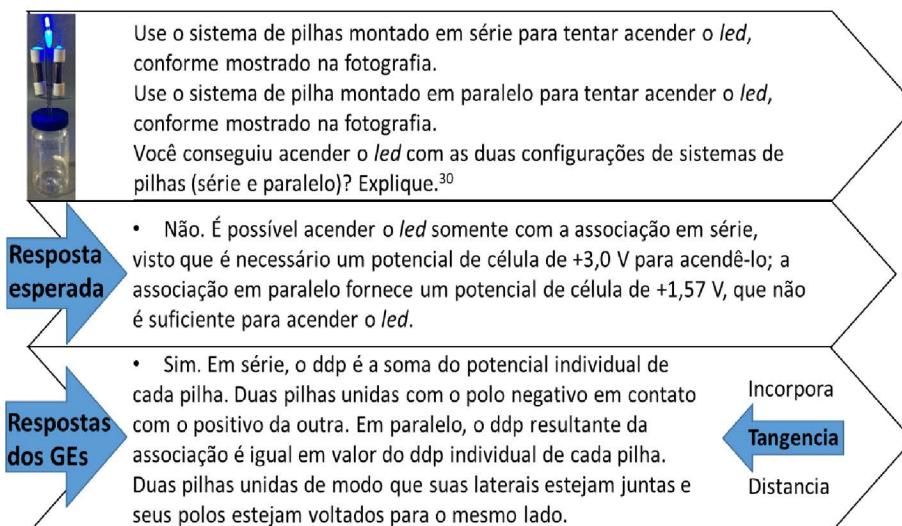 Use o sistema de pilhas montado em série para tentar acender o led,
conforme mostrado na fotografia.
Use o sistema de pilha montado em paralelo para tentar acender o led,
conforme mostrado na fotografia.
Você conseguiu acender o led com as duas configurações de sistemas de
pilhas (série e paralelo)? Explique.³⁰
Resposta
esperada
• Não. É possível acender o led somente com a associação em série,
visto que é necessário um potencial de célula de +3,0 V para acendê-lo; a
associação em paralelo fornece um potencial de célula de +1,57 V, que não
é suficiente para acender o led.
Respostas
dos GEs
• Sim. Em série, o ddp é a soma do potencial individual de
cada pilha. Duas pilhas unidas com o polo negativo em contato
com o positivo da outra. Em paralelo, o ddp resultante da
associação é igual em valor do ddp individual de cada pilha.
Duas pilhas unidas de modo que suas laterais estejam juntas e
seus polos estejam voltados para o mesmo lado.
Incorpora
Tangencia
Distancia